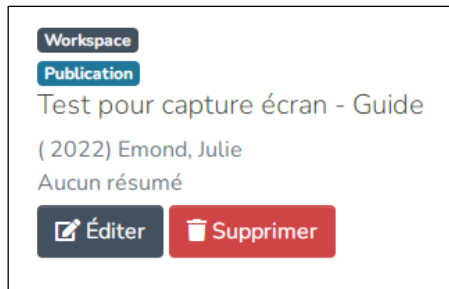 Workspace
Publication
Test pour capture écran - Guide
( 2022) Emond, Julie
Aucun résumé
Éditer Supprimer